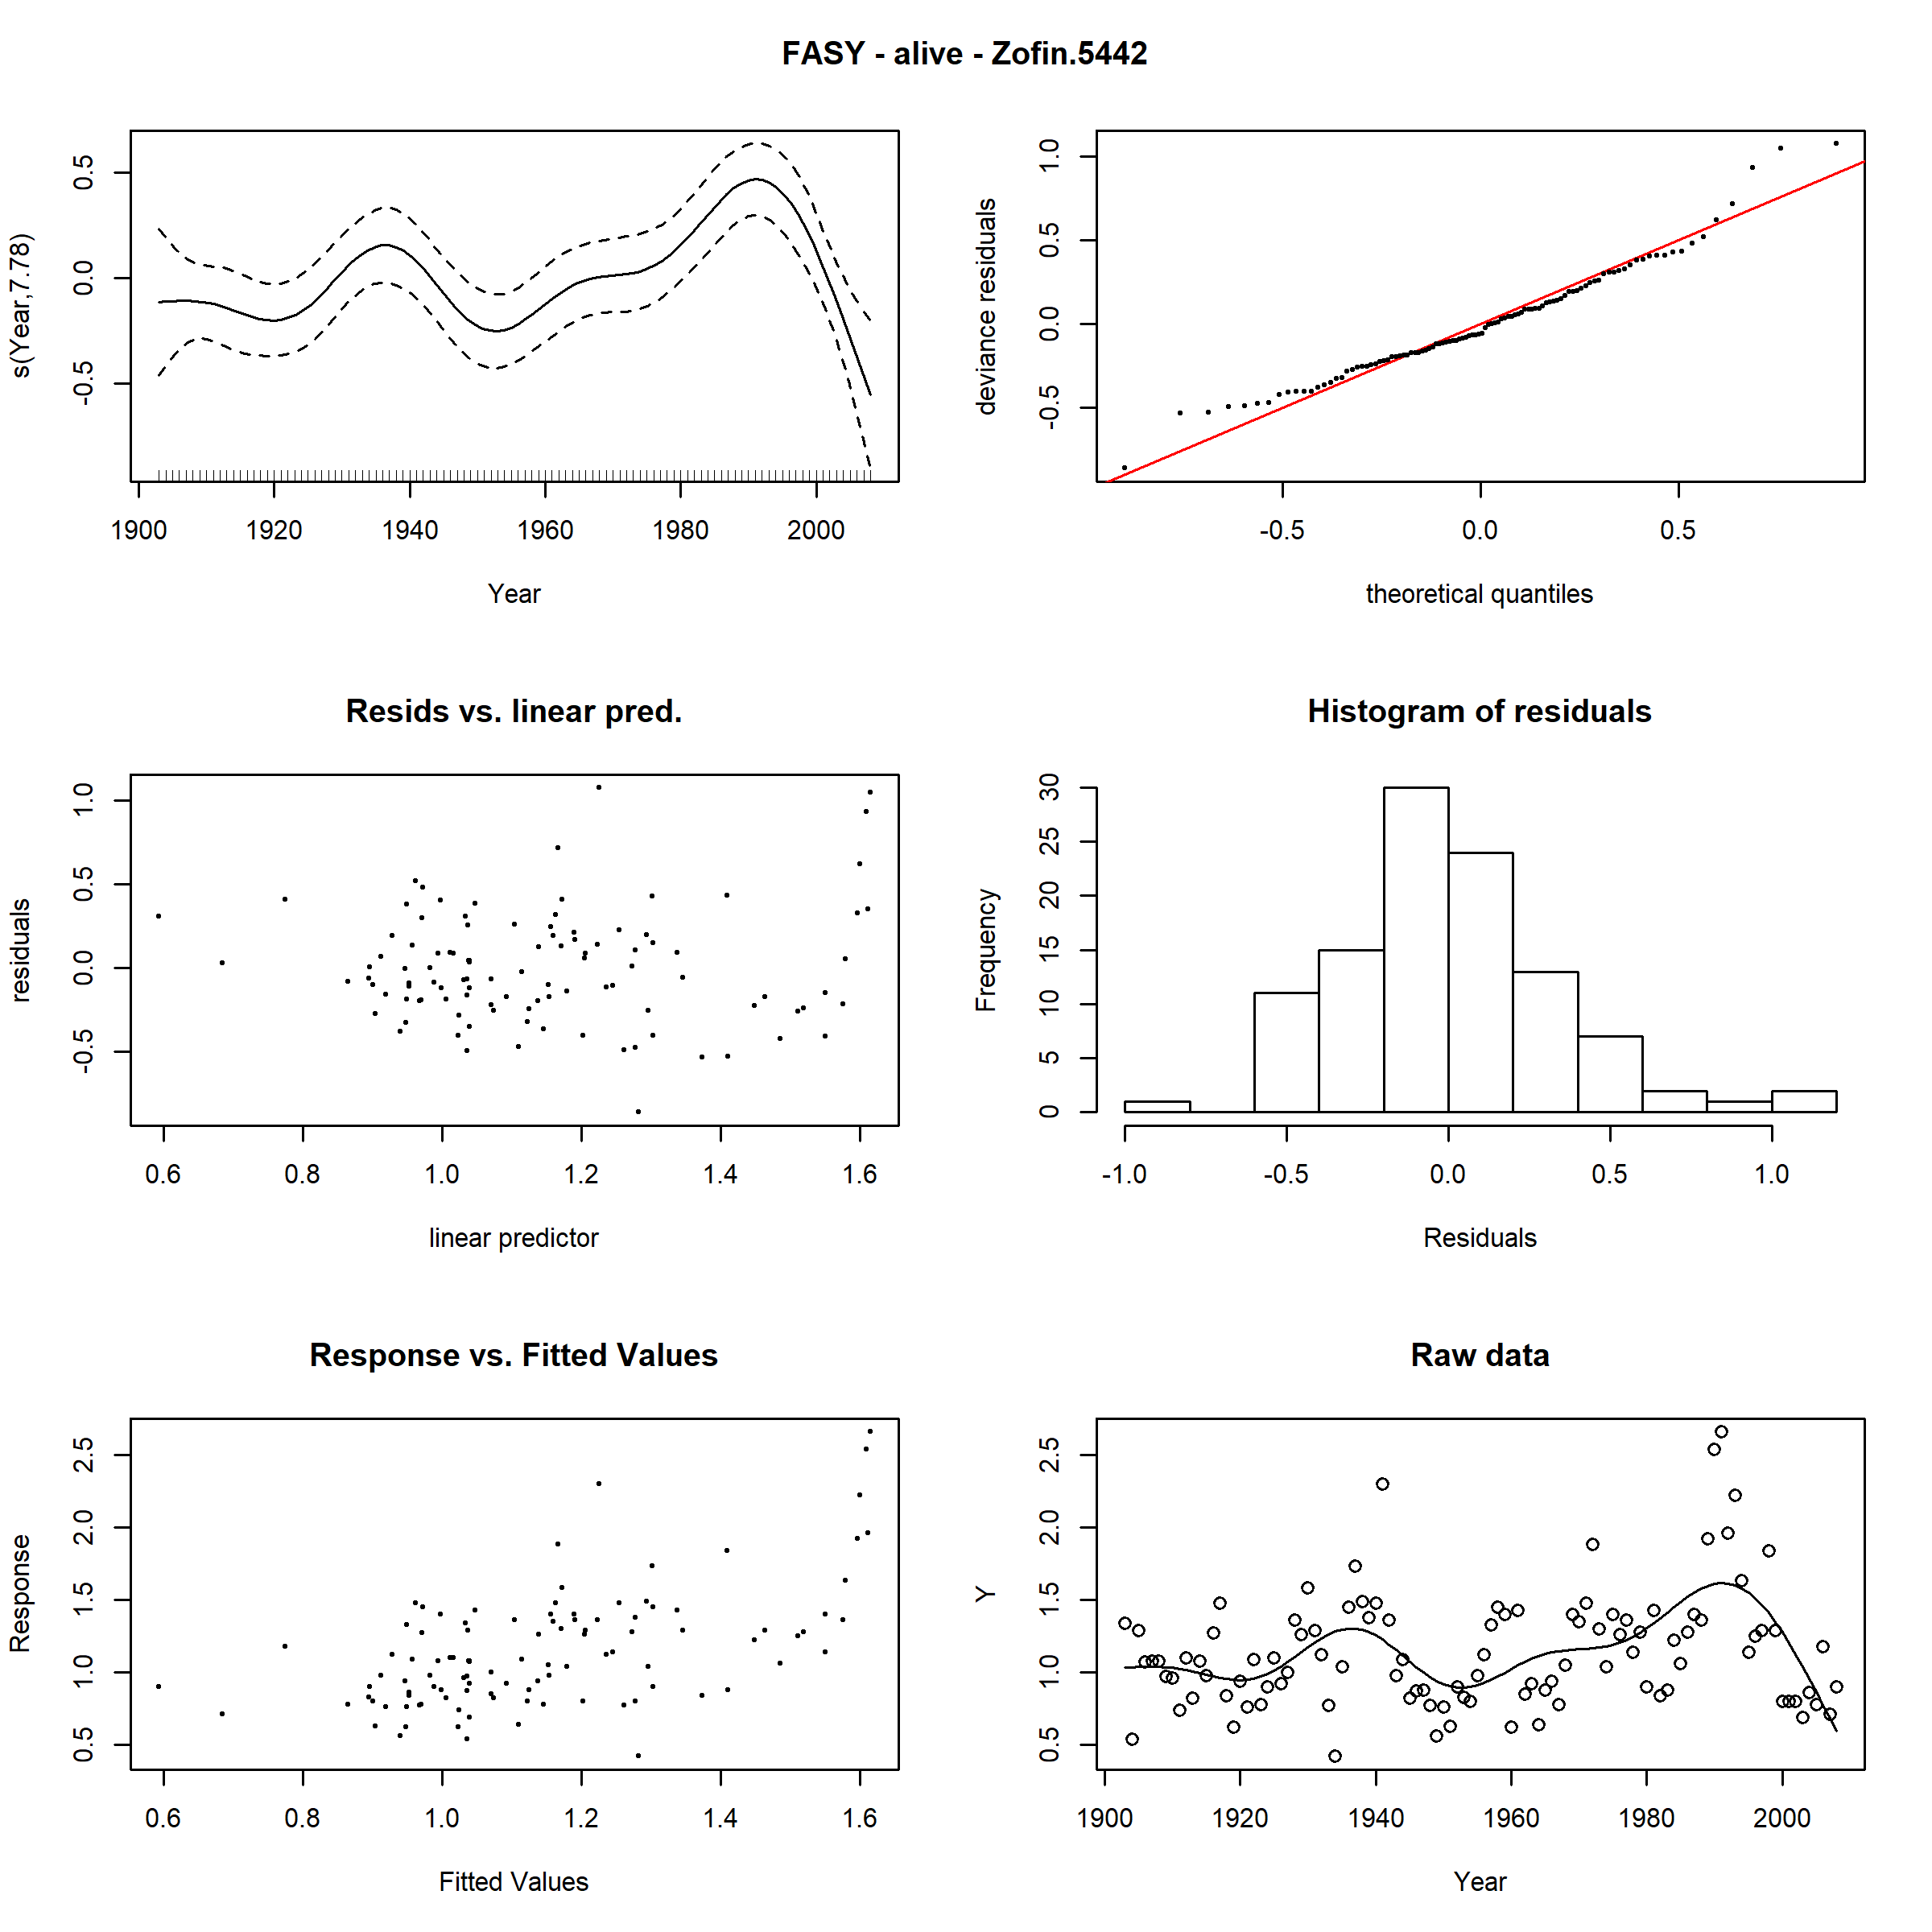 FASY - alive - Zofin.5442
s(Year,7.78)
0.5
0.0
-0.5
1900 1920 1940 1960 1980 2000
Year
deviance residuals
1.0
0.5
0.0
-0.5
-0.5 0.0 0.5
theoretical quantiles
Resids vs. linear pred.
residuals
1.0
0.5
0.0
-0.5
0.6 0.8 1.0 1.2 1.4 1.6
linear predictor
Histogram of residuals
Frequency
30
25
20
15
10
5
0
-1.0 -0.5 0.0 0.5 1.0
Residuals
Response vs. Fitted Values
Response
2.5
2.0
1.5
1.0
0.5
0.6 0.8 1.0 1.2 1.4 1.6
Fitted Values
Raw data
Y
2.5
2.0
1.5
1.0
0.5
1900 1920 1940 1960 1980 2000
Year